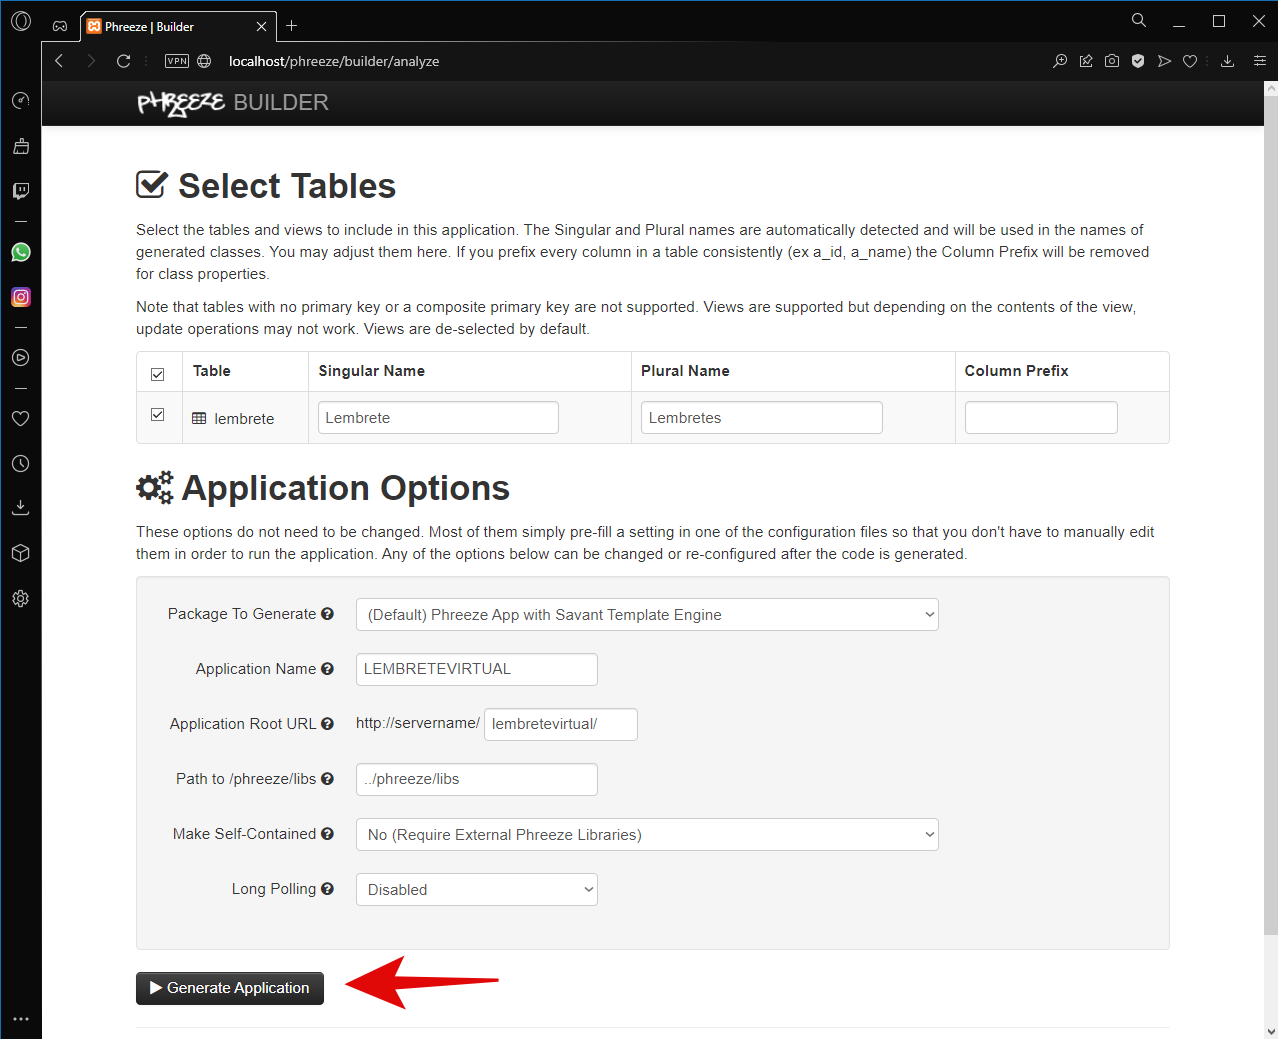 Phreeze | Builder
VPN
localhost/phreeze/builder/analyze
PHREEZE BUILDER
Select Tables
Select the tables and views to include in this application. The Singular and Plural names are automatically detected and will be used in the names of
generated classes. You may adjust them here. If you prefix every column in a table consistently (ex a_id, a_name) the Column Prefix will be removed
for class properties.
Note that tables with no primary key or a composite primary key are not supported. Views are supported but depending on the contents of the view,
update operations may not work. Views are de-selected by default.
Table Singular Name Plural Name Column Prefix
lembrete Lembrete Lembretes
Application Options
These options do not need to be changed. Most of them simply pre-fill a setting in one of the configuration files so that you don't have to manually edit
them in order to run the application. Any of the options below can be changed or re-configured after the code is generated.
Package To Generate (Default) Phreeze App with Savant Template Engine
Application Name LEMBRETEVIRTUAL
Application Root URL http://servername/ lembretevirtual/
Path to /phreeze/libs ../phreeze/libs
Make Self-Contained No (Require External Phreeze Libraries)
Long Polling Disabled
Generate Application